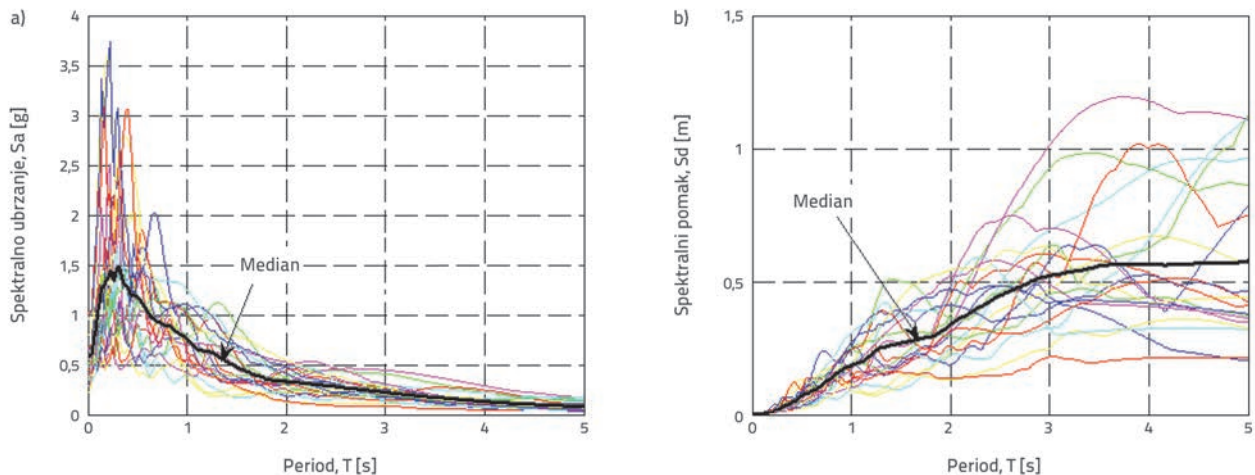 a)
Spektralno ubrzanje, Sa [g]
4
3,5
3
2,5
2
1,5
1
0,5
0
Median
0 1 2 3 4 5
Period, T [s]
b)
Spektralni pomak, Sd [m]
1,5
1
0,5
0
Median
0 1 2 3 4 5
Period, T [s]